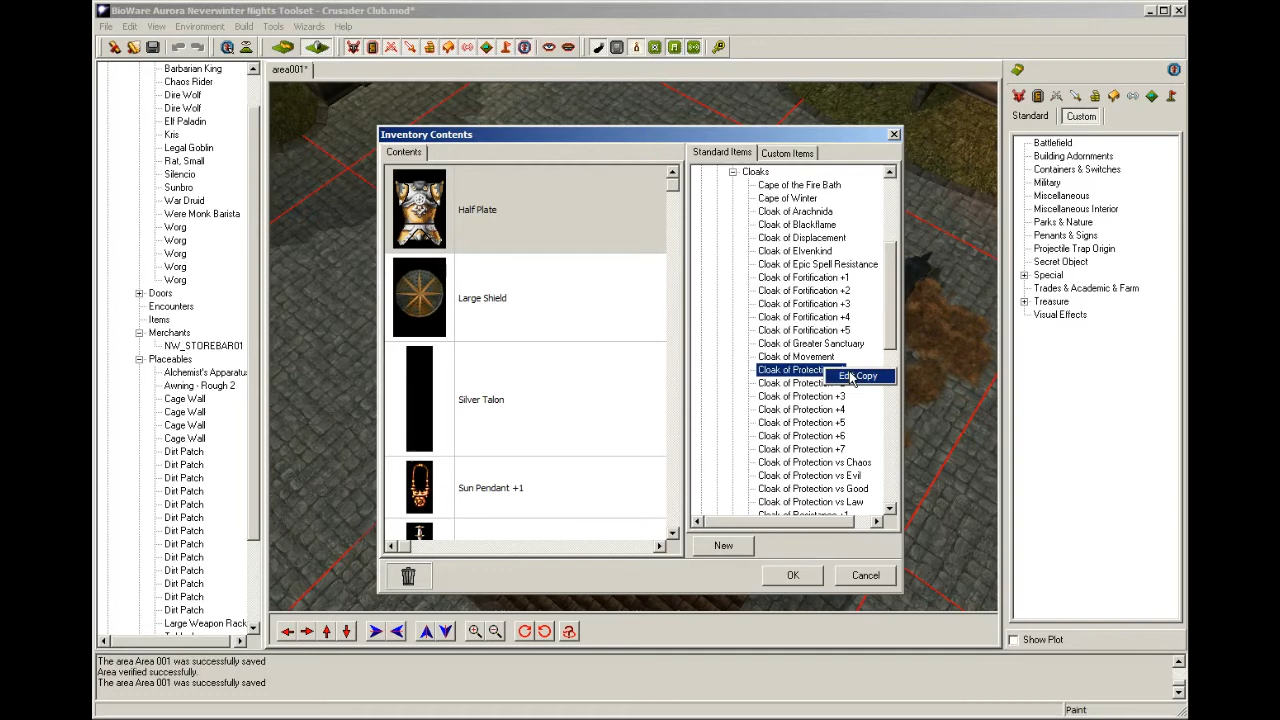 BioWare Aurora Neverwinter Nights Toolset - Crusader Club.mod*
File Edit View Environment Build Tools Wizards Help
Barbarian King
Chaos Rider
Dire Wolf
Dire Wolf
Elf Paladin
Kris
Legal Goblin
Rat, Small
Silencio
Sunbro
War Druid
Were Monk Barista
Worg
Worg
Worg
Worg
Worg
Doors
Encounters
Items
Merchants
NW_STOREBAR01
Placeables
Alchemist's Apparatu
Awning - Rough 2
Cage Wall
Cage Wall
Cage Wall
Cage Wall
Dirt Patch
Dirt Patch
Dirt Patch
Dirt Patch
Dirt Patch
Dirt Patch
Dirt Patch
Dirt Patch
Dirt Patch
Dirt Patch
Dirt Patch
Dirt Patch
Dirt Patch
Large Weapon Rack
area001*
Inventory Contents
Contents
Half Plate
Large Shield
Silver Talon
Sun Pendant +1
Standard Items Custom Items
Cloaks
Cape of the Fire Bath
Cape of Winter
Cloak of Arachnida
Cloak of Blackflame
Cloak of Displacement
Cloak of Elvenkind
Cloak of Epic Spell Resistance
Cloak of Fortification +1
Cloak of Fortification +2
Cloak of Fortification +3
Cloak of Fortification +4
Cloak of Fortification +5
Cloak of Greater Sanctuary
Cloak of Movement
Cloak of Protecti
Edit Copy
Cloak of Protecti
Cloak of Protection +3
Cloak of Protection +4
Cloak of Protection +5
Cloak of Protection +6
Cloak of Protection +7
Cloak of Protection vs Chaos
Cloak of Protection vs Evil
Cloak of Protection vs Good
Cloak of Protection vs Law
Cloak of Resistance +1
New
OK Cancel
Standard Custom
Battlefield
Building Adornments
Containers & Switches
Military
Miscellaneous
Miscellaneous Interior
Parks & Nature
Penants & Signs
Projectile Trap Origin
Secret Object
Special
Trades & Academic & Farm
Treasure
Visual Effects
Show Plot
The area Area 001 was successfully saved
Area verified successfully.
The area Area 001 was successfully saved
Paint